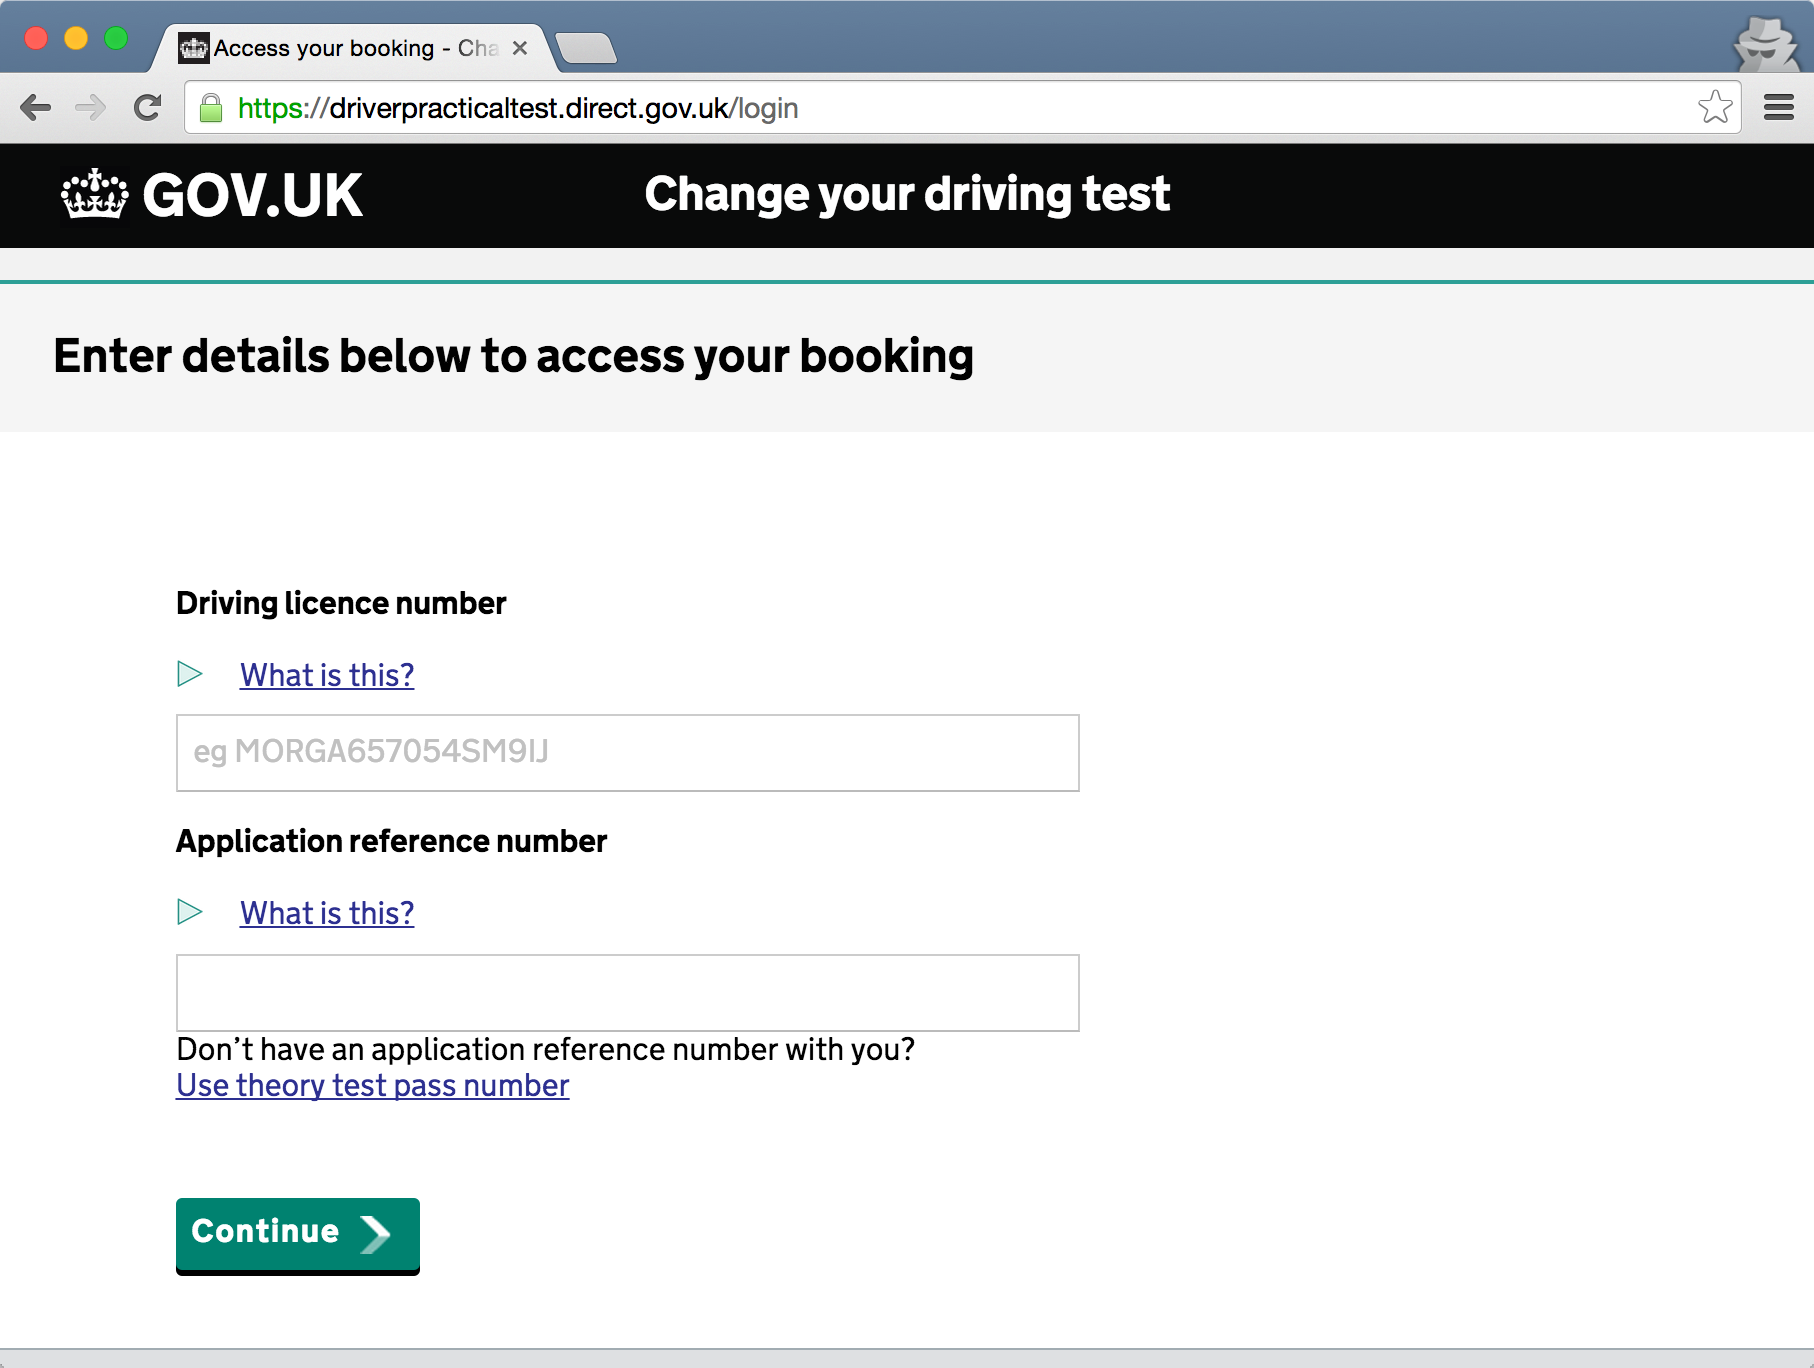 Access your booking - Cha
https://driverpracticaltest.direct.gov.uk/login
GOV.UK
Change your driving test
Enter details below to access your booking
Driving licence number
What is this?
eg MORGA657054SM9IJ
Application reference number
What is this?
Don't have an application reference number with you?
Use theory test pass number
Continue